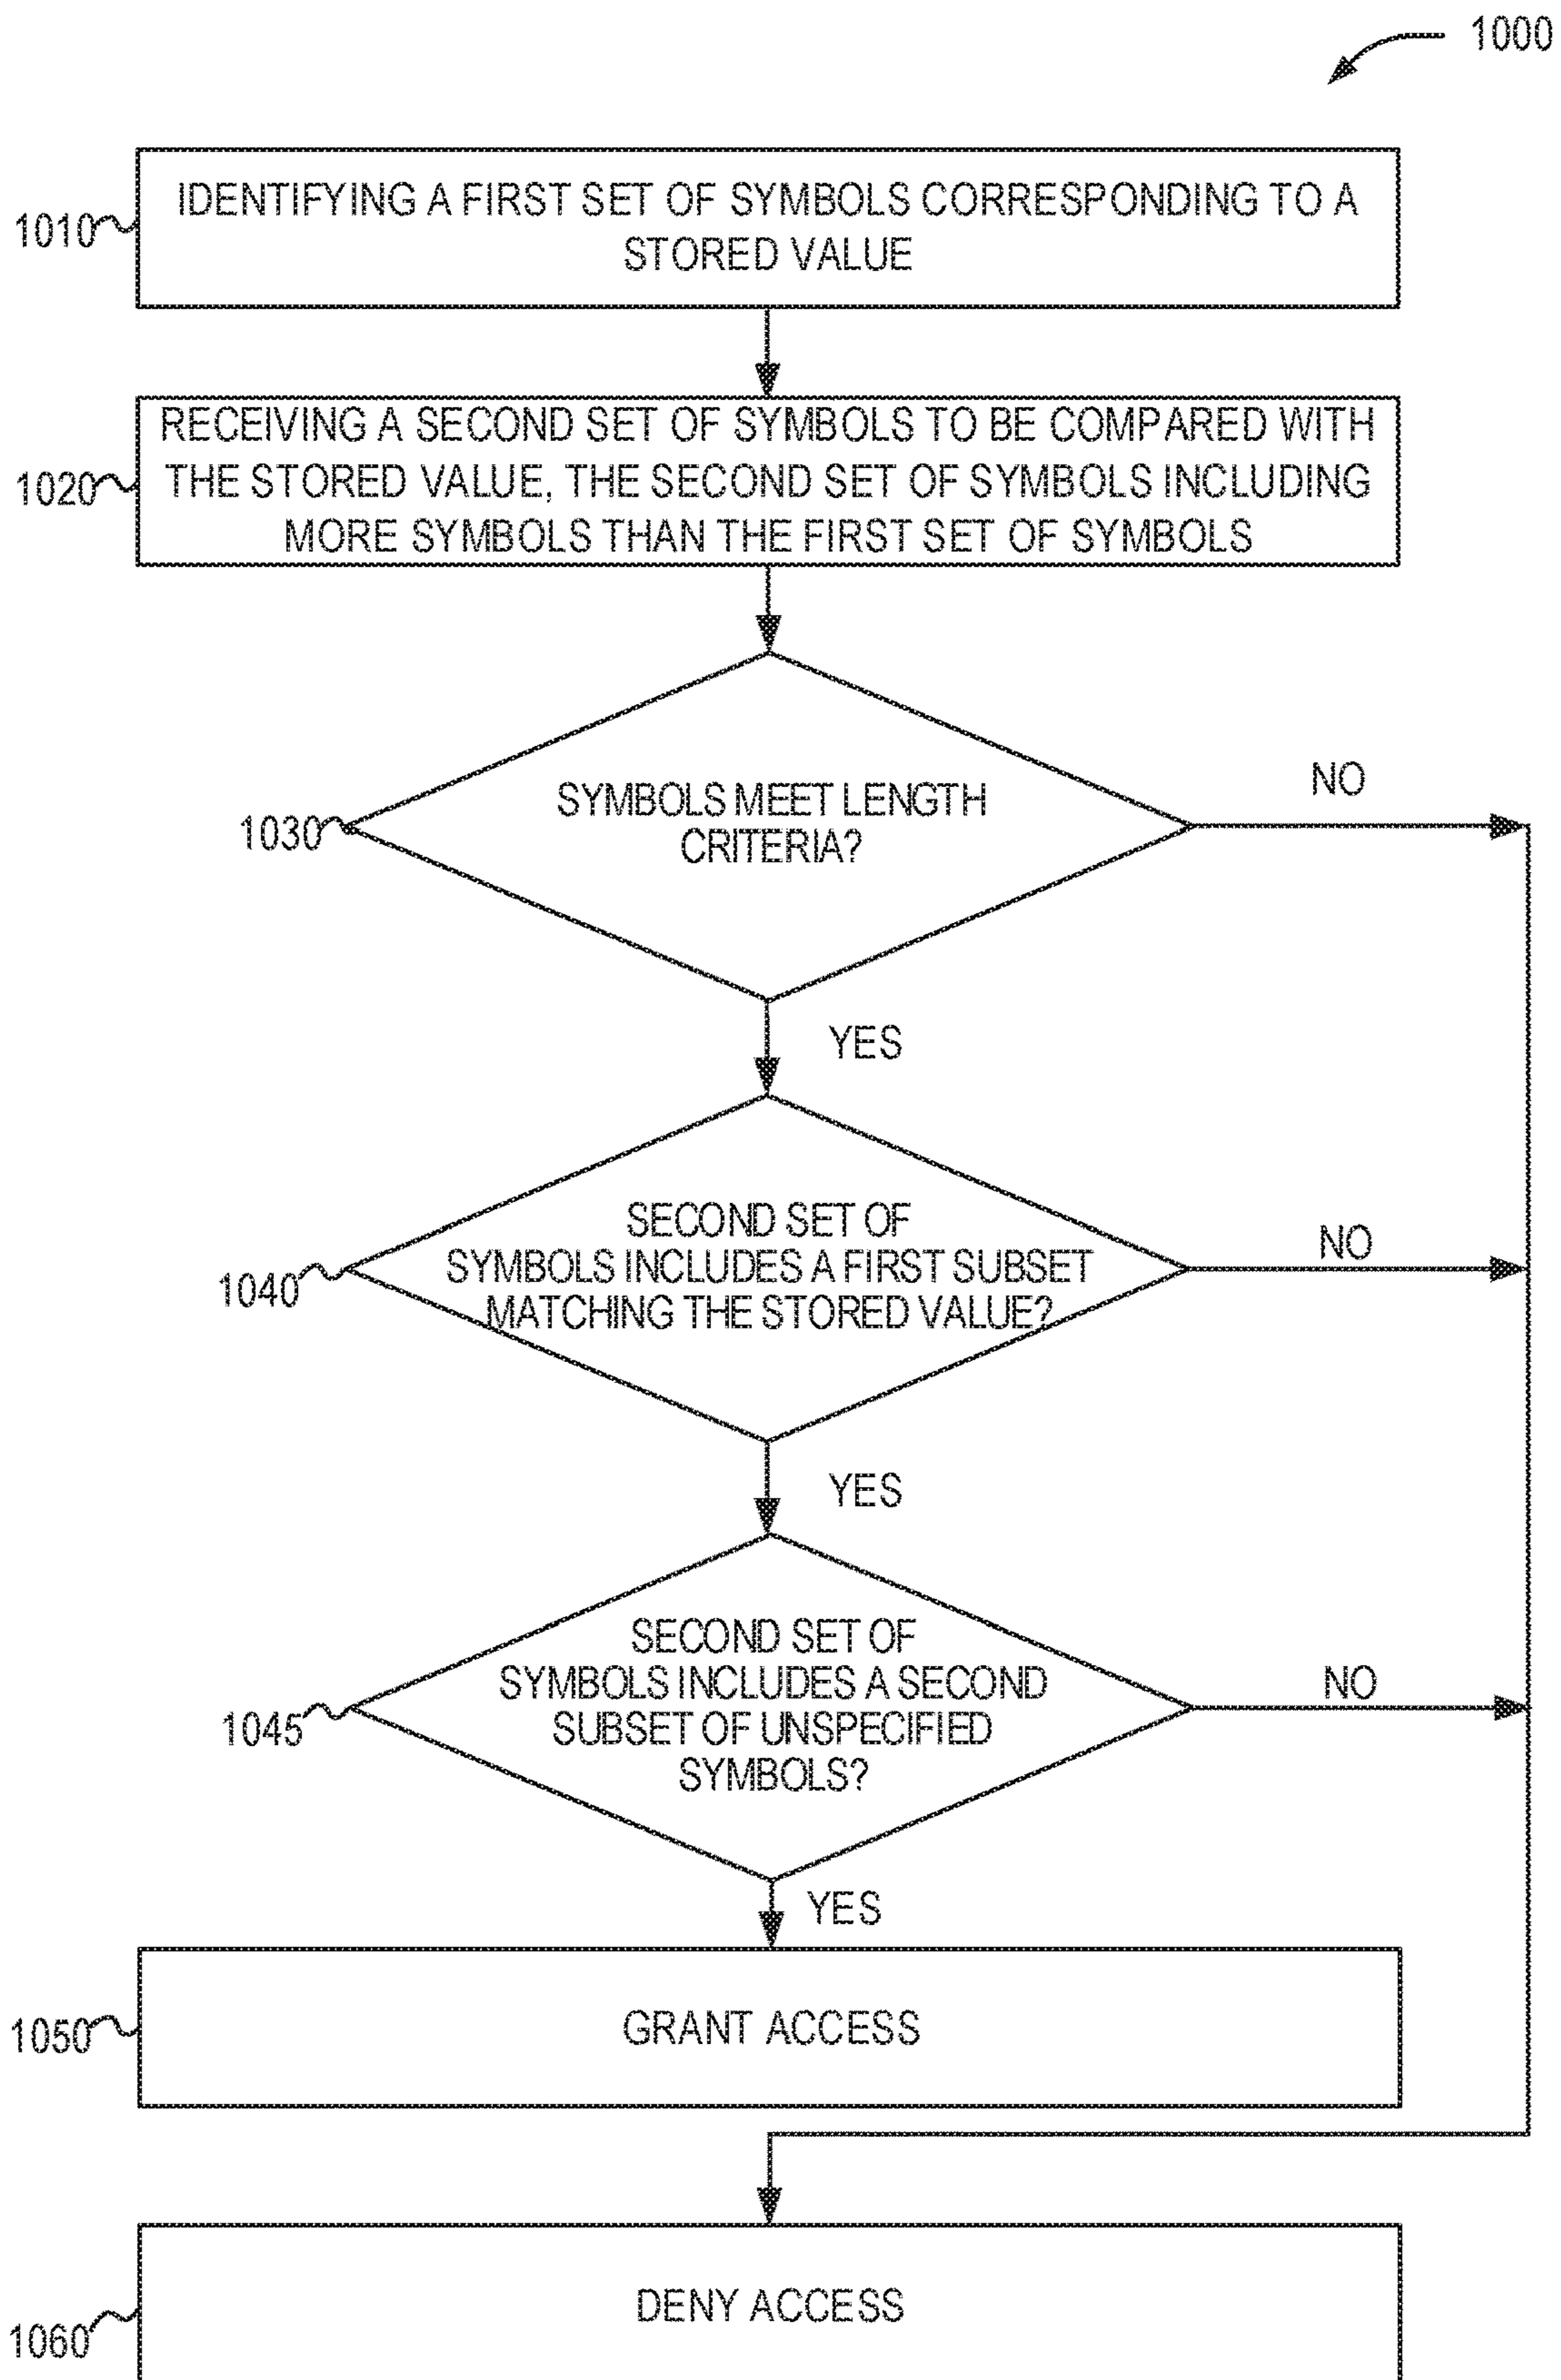 1000
1010
IDENTIFYING A FIRST SET OF SYMBOLS CORRESPONDING TO A
STORED VALUE
1020
RECEIVING A SECOND SET OF SYMBOLS TO BE COMPARED WITH
THE STORED VALUE, THE SECOND SET OF SYMBOLS INCLUDING
MORE SYMBOLS THAN THE FIRST SET OF SYMBOLS
1030
SYMBOLS MEET LENGTH
CRITERIA?
NO
YES
1040
SECOND SET OF
SYMBOLS INCLUDES A FIRST SUBSET
MATCHING THE STORED VALUE?
NO
YES
1045
SECOND SET OF
SYMBOLS INCLUDES A SECOND
SUBSET OF UNSPECIFIED
SYMBOLS?
NO
YES
1050
GRANT ACCESS
1060
DENY ACCESS